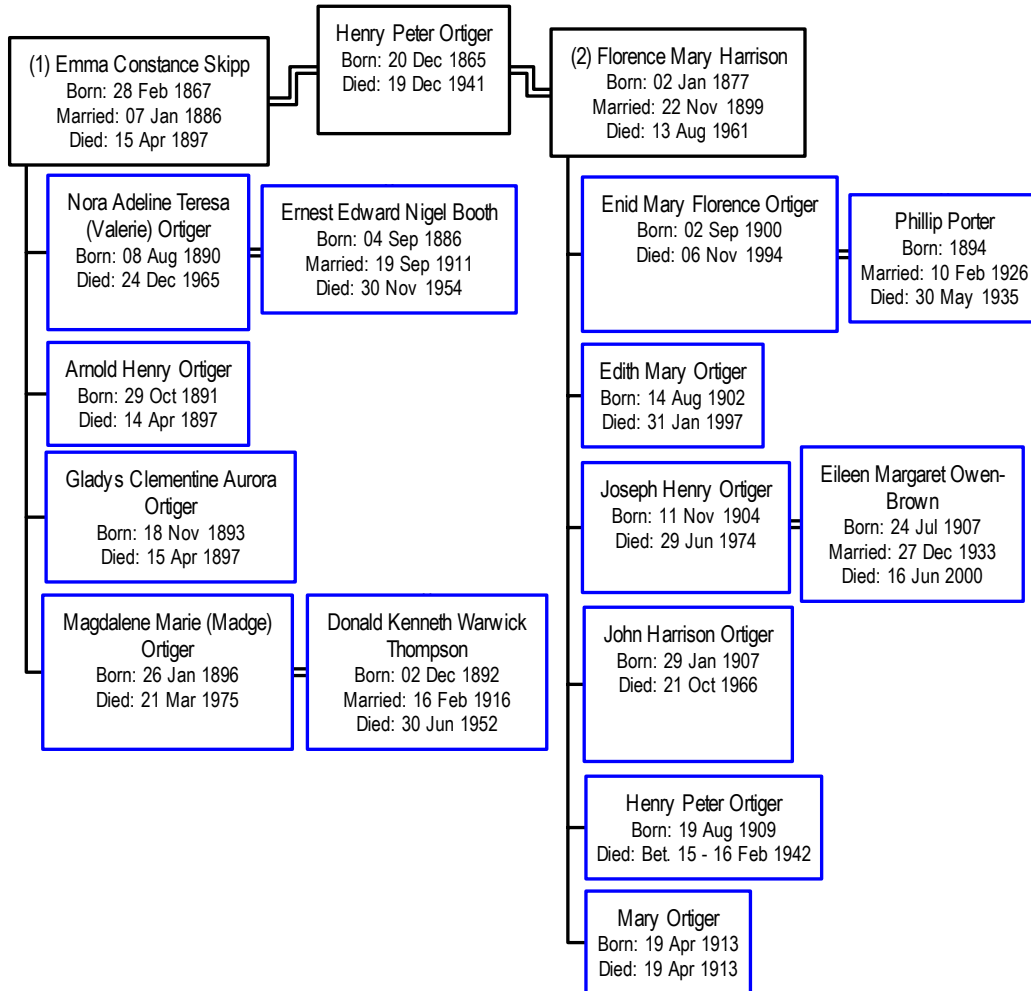 Henry Peter Ortiger
Born: 20 Dec 1865
Died: 19 Dec 1941
(1) Emma Constance Skipp
Born: 28 Feb 1867
Married: 07 Jan 1886
Died: 15 Apr 1897
(2) Florence Mary Harrison
Born: 02 Jan 1877
Married: 22 Nov 1899
Died: 13 Aug 1961
Nora Adeline Teresa
(Valerie) Ortiger
Born: 08 Aug 1890
Died: 24 Dec 1965
Ernest Edward Nigel Booth
Born: 04 Sep 1886
Married: 19 Sep 1911
Died: 30 Nov 1954
Arnold Henry Ortiger
Born: 29 Oct 1891
Died: 14 Apr 1897
Gladys Clementine Aurora
Ortiger
Born: 18 Nov 1893
Died: 15 Apr 1897
Magdalene Marie (Madge)
Ortiger
Born: 26 Jan 1896
Died: 21 Mar 1975
Donald Kenneth Warwick
Thompson
Born: 02 Dec 1892
Married: 16 Feb 1916
Died: 30 Jun 1952
Enid Mary Florence Ortiger
Born: 02 Sep 1900
Died: 06 Nov 1994
Phillip Porter
Born: 1894
Married: 10 Feb 1926
Died: 30 May 1935
Edith Mary Ortiger
Born: 14 Aug 1902
Died: 31 Jan 1997
Joseph Henry Ortiger
Born: 11 Nov 1904
Died: 29 Jun 1974
Eileen Margaret Owen-
Brown
Born: 24 Jul 1907
Married: 27 Dec 1933
Died: 16 Jun 2000
John Harrison Ortiger
Born: 29 Jan 1907
Died: 21 Oct 1966
Henry Peter Ortiger
Born: 19 Aug 1909
Died: Bet. 15 - 16 Feb 1942
Mary Ortiger
Born: 19 Apr 1913
Died: 19 Apr 1913